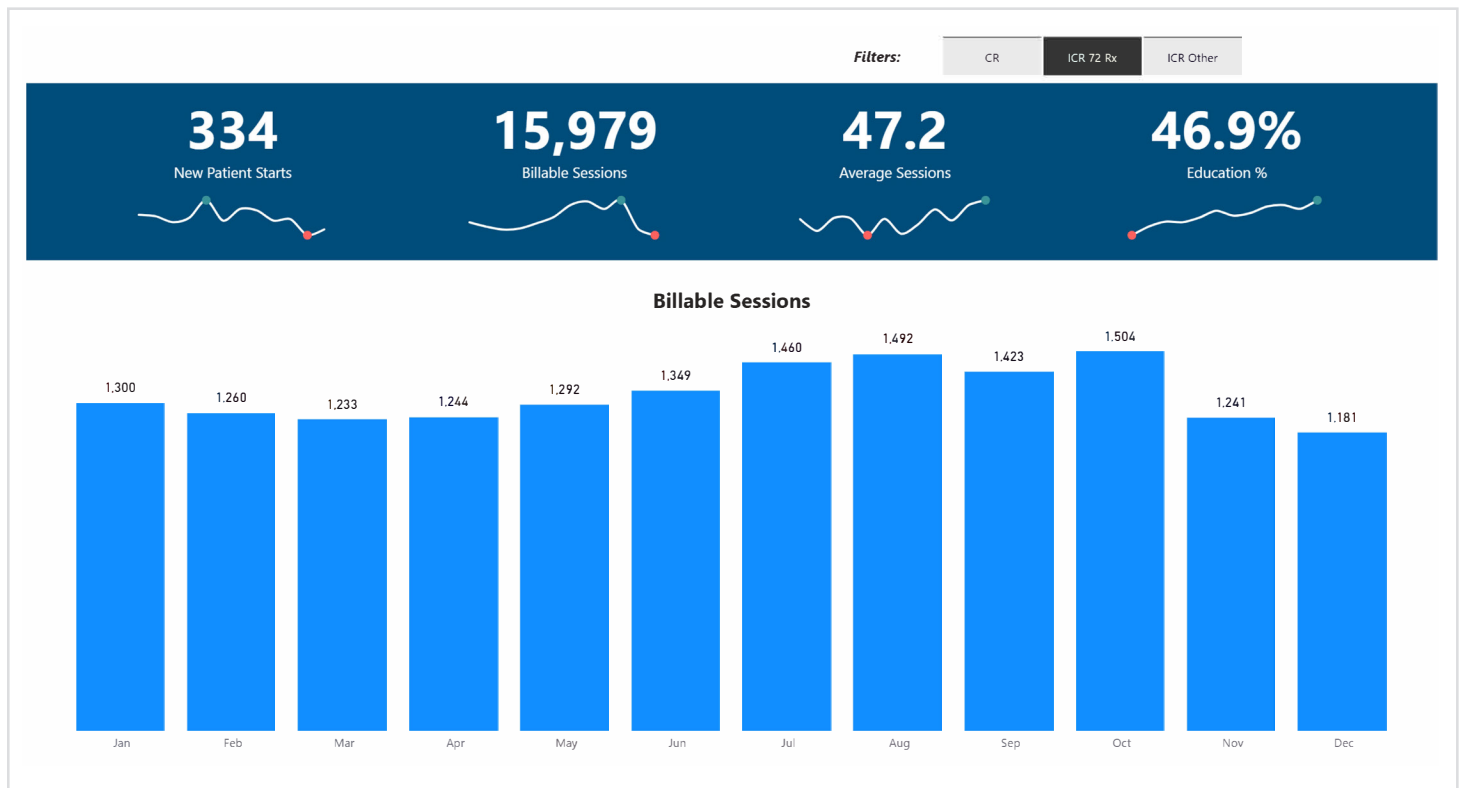 Filters: CR ICR 72 Rx ICR Other
334 15,979 47.2 46.9%
New Patient Starts Billable Sessions Average Sessions Education %
Billable Sessions
1,300 1,260 1,233 1,244 1,292 1,349 1,460 1,492 1,423 1,504 1,241 1,181
Jan Feb Mar Apr May Jun Jul Aug Sep Oct Nov Dec